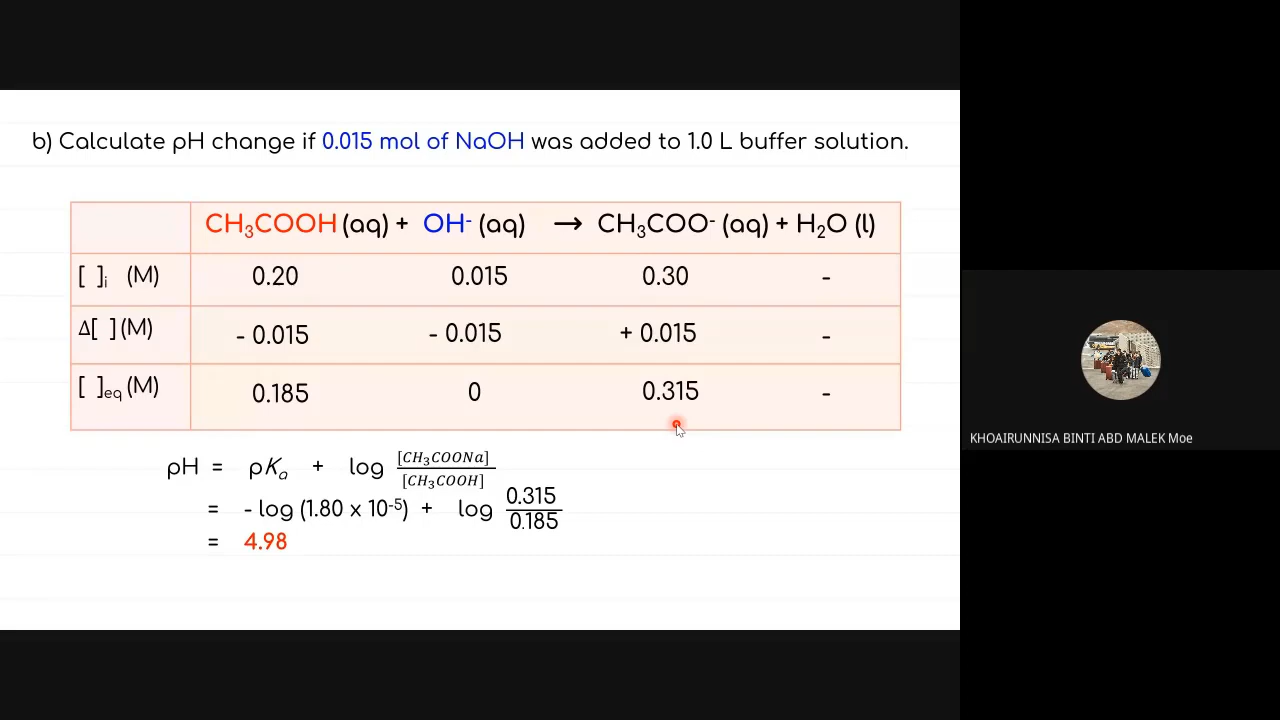 b) Calculate pH change if 0.015 mol of NaOH was added to 1.0 L buffer solution.
CH₃COOH (aq) + OH⁻ (aq) → CH₃COO⁻ (aq) + H₂O (l)
[ ]ᵢ (M) 0.20 0.015 0.30 -
Δ[ ] (M) - 0.015 - 0.015 + 0.015 -
[ ]eq (M) 0.185 0 0.315 -
pH = pKₐ + log [CH₃COONa]/[CH₃COOH]
= - log (1.80 x 10⁻⁵) + log 0.315/0.185
= 4.98
KHOAIRUNNISA BINTI ABD MALEK Moe